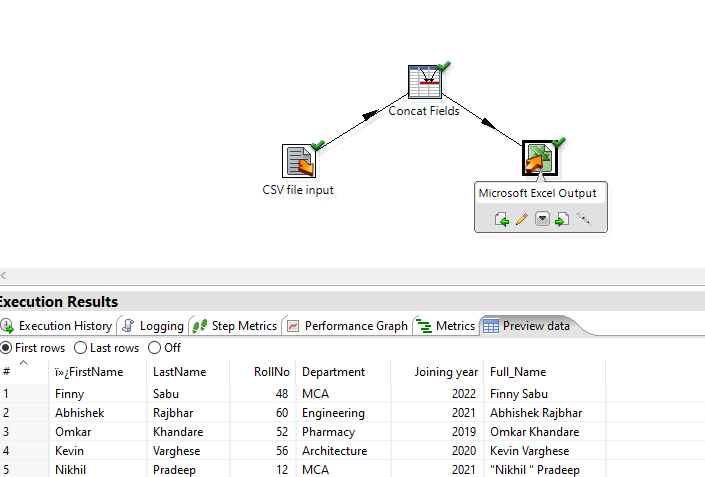 Concat Fields
CSV file input
Microsoft Excel Output
Execution Results
Execution History Logging Step Metrics Performance Graph Metrics Preview data
First rows Last rows Off
# ï»¿FirstName LastName RollNo Department Joining year Full_Name
1 Finny Sabu 48 MCA 2022 Finny Sabu
2 Abhishek Rajbhar 60 Engineering 2021 Abhishek Rajbhar
3 Omkar Khandare 52 Pharmacy 2019 Omkar Khandare
4 Kevin Varghese 56 Architecture 2020 Kevin Varghese
5 Nikhil Pradeep 12 MCA 2021 "Nikhil " Pradeep